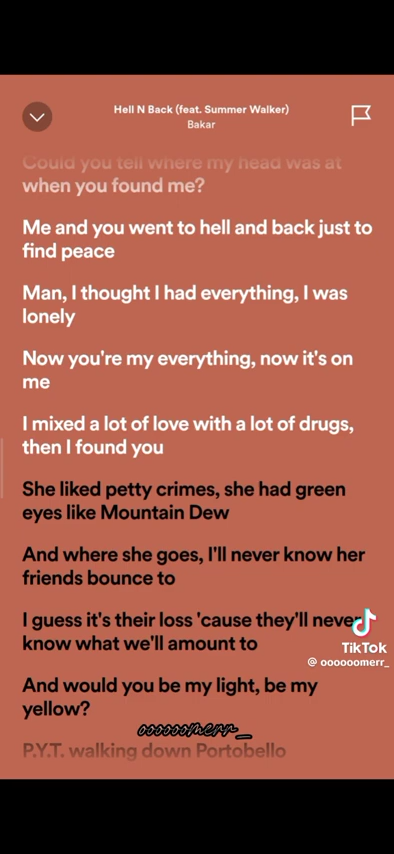 Hell N Back (feat. Summer Walker)
Bakar
Could you tell where my head was at
when you found me?
Me and you went to hell and back just to
find peace
Man, I thought I had everything, I was
lonely
Now you're my everything, now it's on
me
I mixed a lot of love with a lot of drugs,
then I found you
She liked petty crimes, she had green
eyes like Mountain Dew
And where she goes, I'll never know her
friends bounce to
I guess it's their loss 'cause they'll never
know what we'll amount to
TikTok
@ oooooomerr_
And would you be my light, be my
yellow?
oooooomerr_
P.Y.T. walking down Portobello